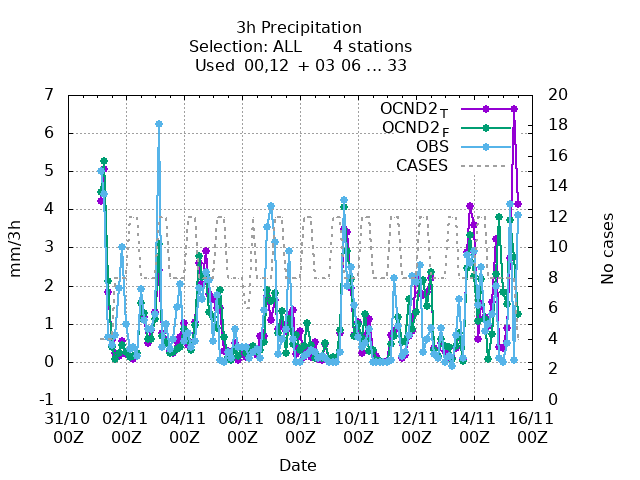 3h Precipitation
Selection: ALL 4 stations
Used 00,12 + 03 06 ... 33
7
6
5
4
3
2
1
0
-1
20
18
16
14
12
10
8
6
4
2
0
mm/3h
No cases
OCND2T
OCND2F
OBS
CASES
31/10 02/11 04/11 06/11 08/11 10/11 12/11 14/11 16/11
00Z 00Z 00Z 00Z 00Z 00Z 00Z 00Z 00Z
Date